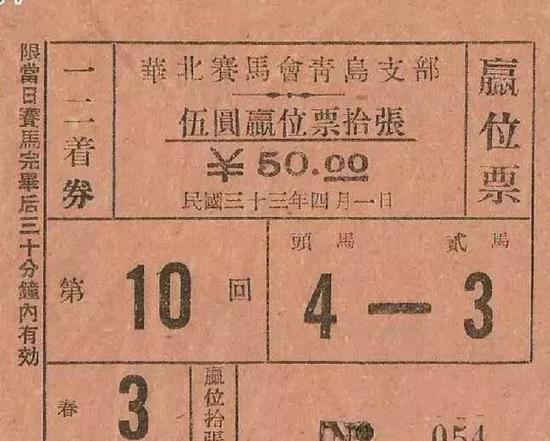 限當日賽馬完畢后三十分鐘內有効
一二着券
華北賽馬會靑島支部
伍圓贏位票拾張
50.00
民國三十三年四月一日
贏位票
第 10 回
頭馬 貳馬
4 — 3
春 3
贏位拾張
No 054